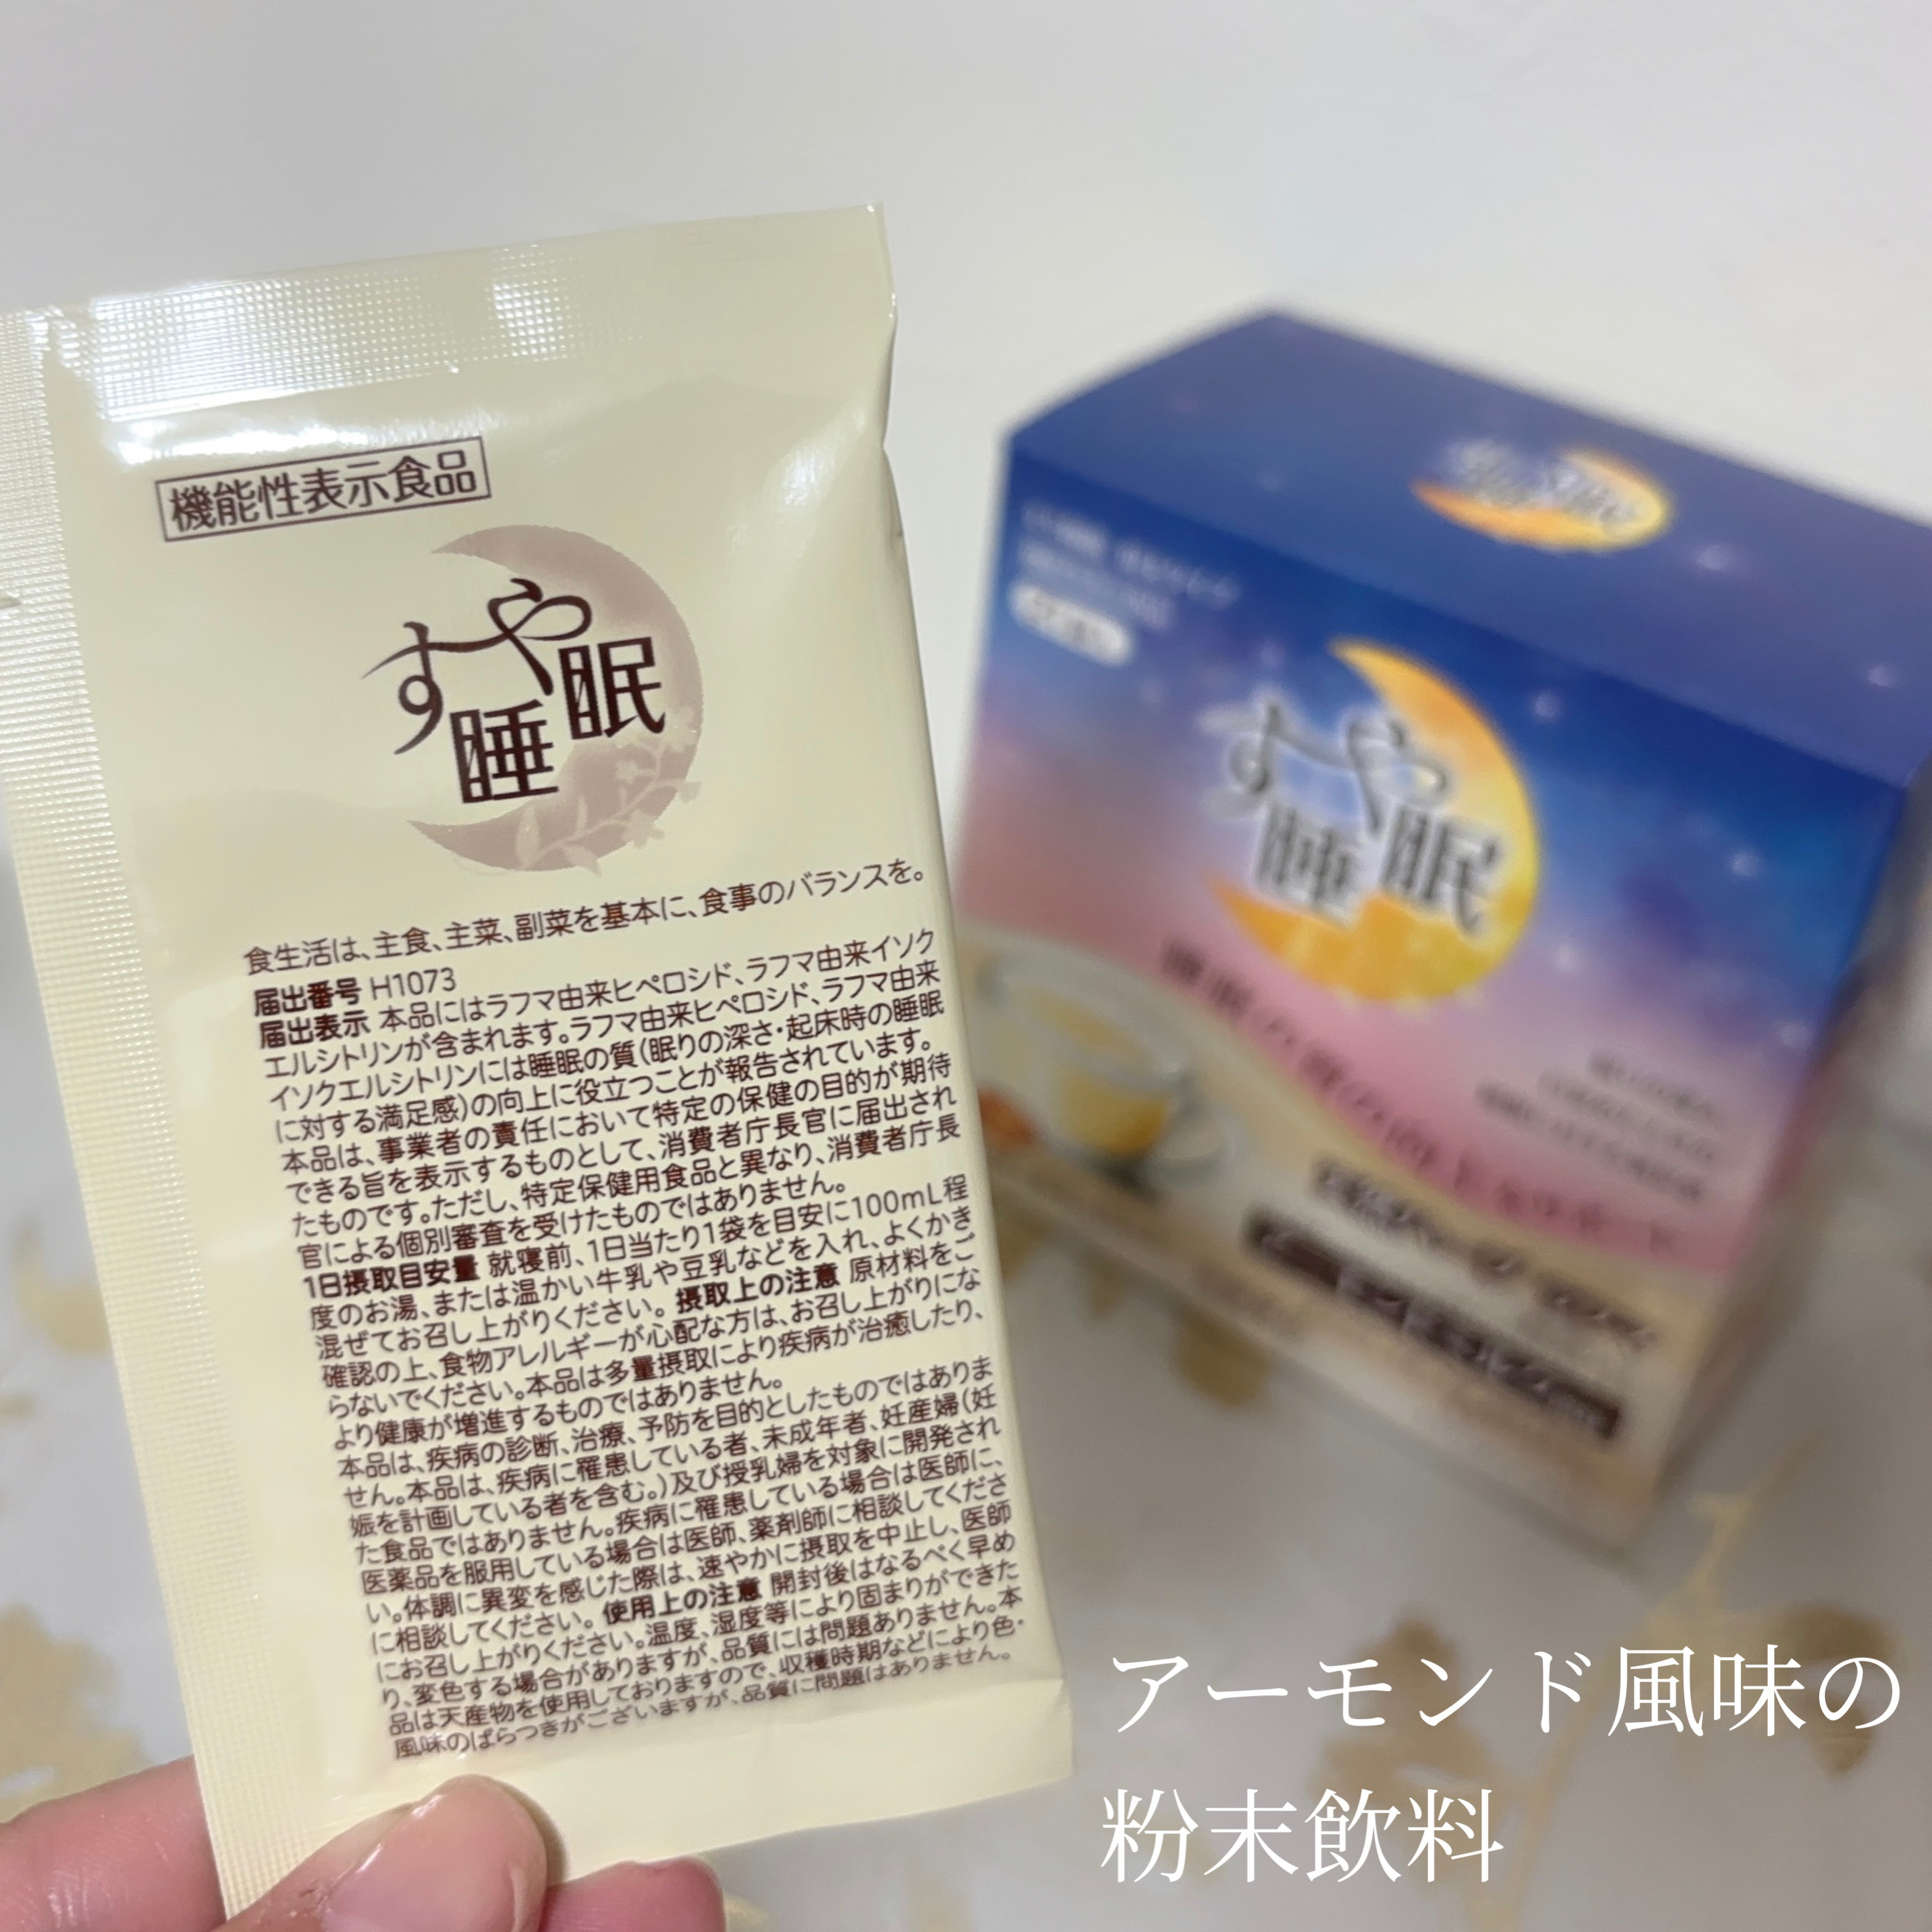 機能性表示食品
すや
睡眠
食生活は、主食、主菜、副菜を基本に、食事のバランスを。
届出番号 H1073
届出表示 本品にはラフマ由来ヒペロシド、ラフマ由来イソク
エルシトリンが含まれます。ラフマ由来ヒペロシド、ラフマ由来
イソクエルシトリンには睡眠の質(眠りの深さ・起床時の睡眠
に対する満足感)の向上に役立つことが報告されています。
本品は、事業者の責任において特定の保健の目的が期待
できる旨を表示するものとして、消費者庁長官に届出され
たものです。ただし、特定保健用食品と異なり、消費者庁長
官による個別審査を受けたものではありません。
1日摂取目安量 就寝前、1日当たり1袋を目安に100mL程
度のお湯、または温かい牛乳や豆乳などを入れ、よくかき
混ぜてお召し上がりください。 摂取上の注意 原材料をご
確認の上、食物アレルギーが心配な方は、お召し上がりにな
らないでください。本品は多量摂取により疾病が治癒したり、
より健康が増進するものではありません。
本品は、疾病の診断、治療、予防を目的としたものではありま
せん。本品は、疾病に罹患している者、未成年者、妊産婦(妊
娠を計画している者を含む。)及び授乳婦を対象に開発され
た食品ではありません。疾病に罹患している場合は医師に、
医薬品を服用している場合は医師、薬剤師に相談してくださ
い。体調に異変を感じた際は、速やかに摂取を中止し、医師
に相談してください。 使用上の注意 開封後はなるべく早め
にお召し上がりください。温度、湿度等により固まりができた
り、変色する場合がありますが、品質には問題ありません。本
品は天産物を使用しておりますので、収穫時期などにより色・
風味のばらつきがございますが、品質に問題はありません。
すや
睡眠
アーモンド風味の
粉末飲料